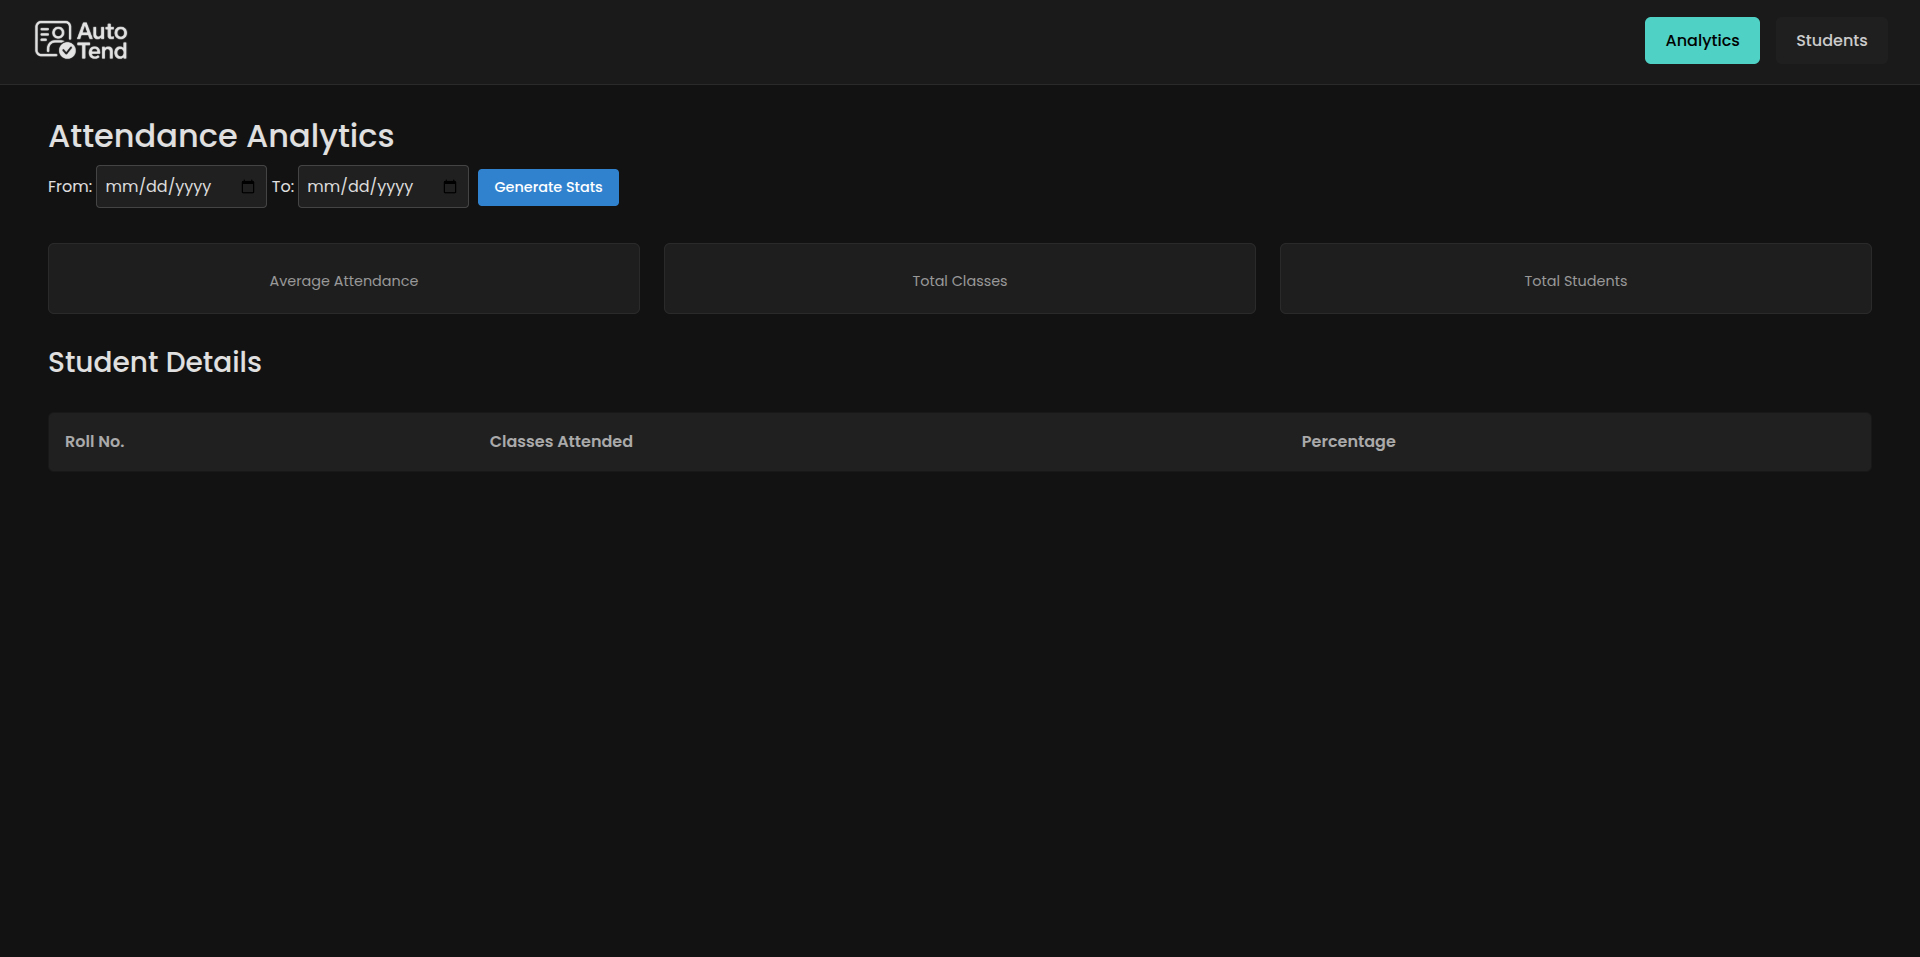 Auto
Tend
Analytics
Students
Attendance Analytics
From: mm/dd/yyyy To: mm/dd/yyyy Generate Stats
Average Attendance
Total Classes
Total Students
Student Details
Roll No. Classes Attended Percentage